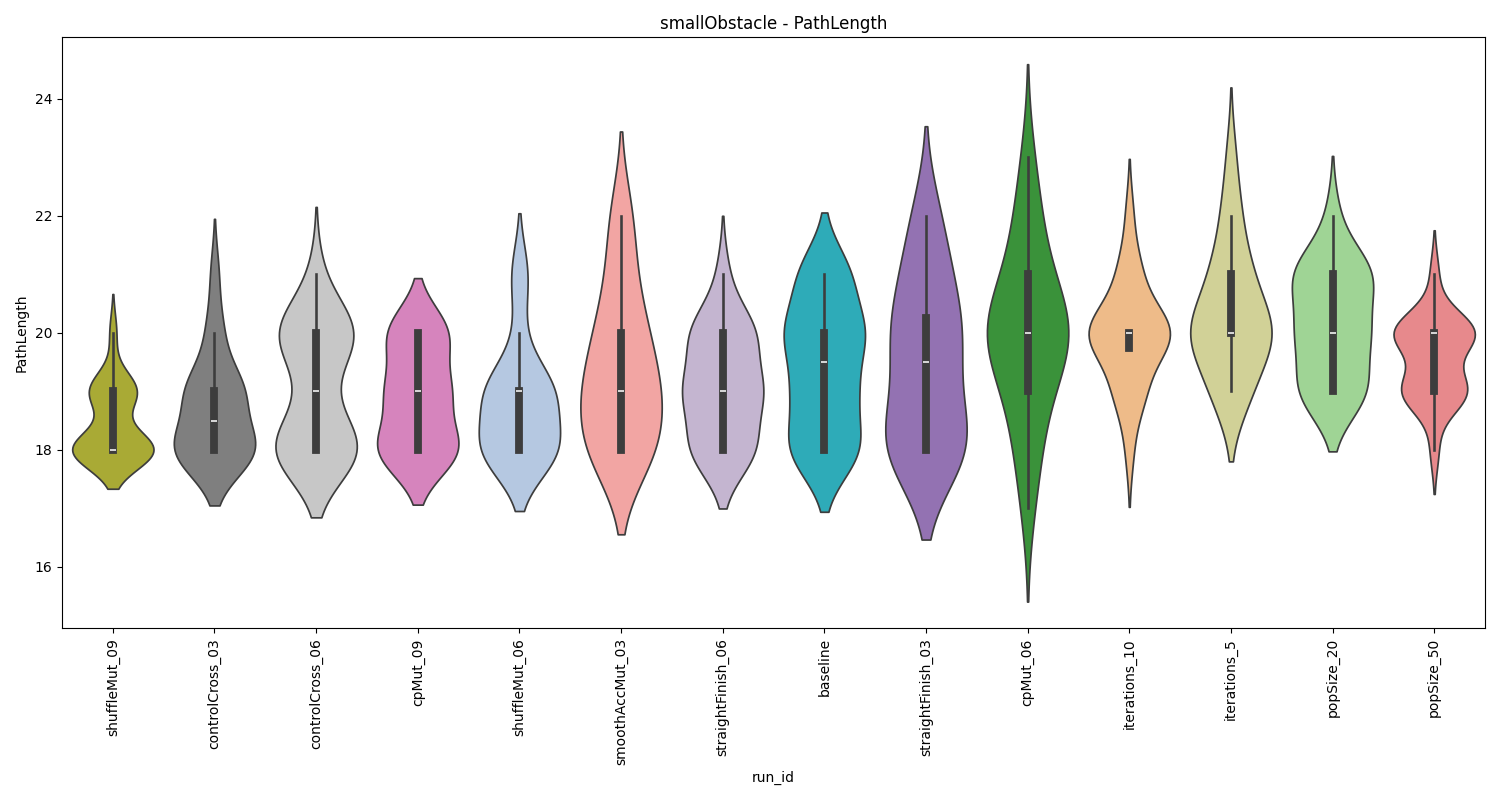 smallObstacle - PathLength
PathLength
24
22
20
18
16
shuffleMut_09
controlCross_03
controlCross_06
cpMut_09
shuffleMut_06
smoothAccMut_03
straightFinish_06
baseline
straightFinish_03
cpMut_06
iterations_10
iterations_5
popSize_20
popSize_50
run_id